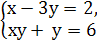 x − 3y = 2,
xy + y = 6